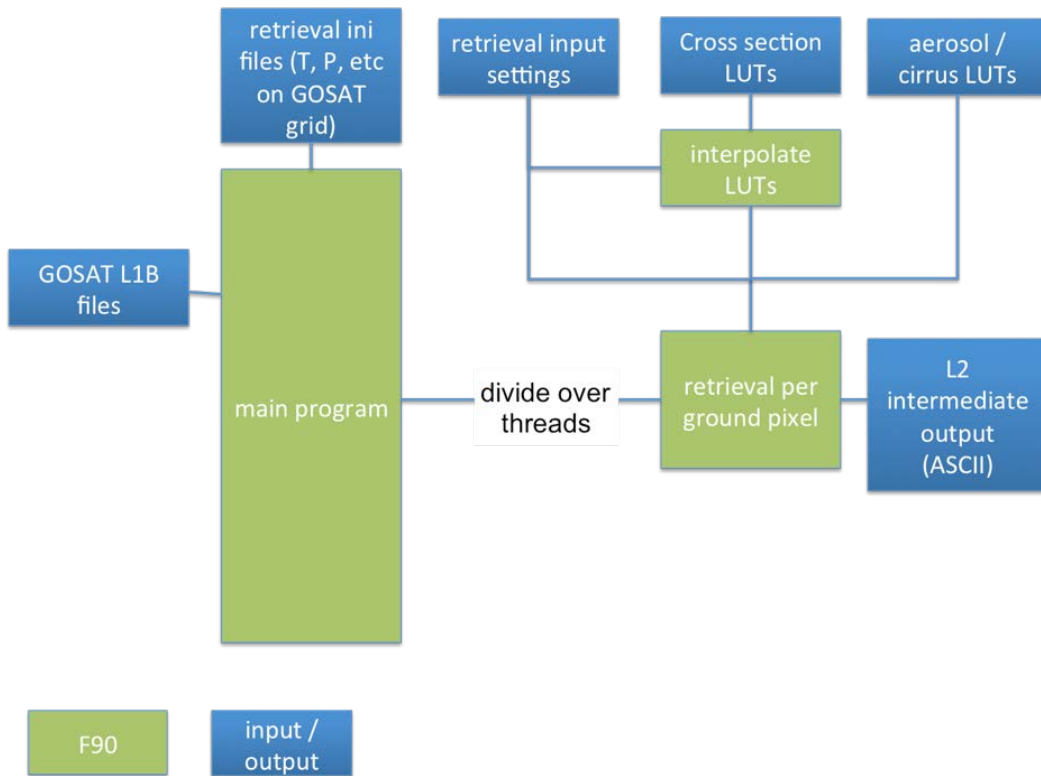 retrieval ini
files (T, P, etc
on GOSAT
grid)
retrieval input
settings
Cross section
LUTs
aerosol /
cirrus LUTs
interpolate
LUTs
GOSAT L1B
files
main program
divide over
threads
retrieval per
ground pixel
L2
intermediate
output
(ASCII)
F90
input /
output